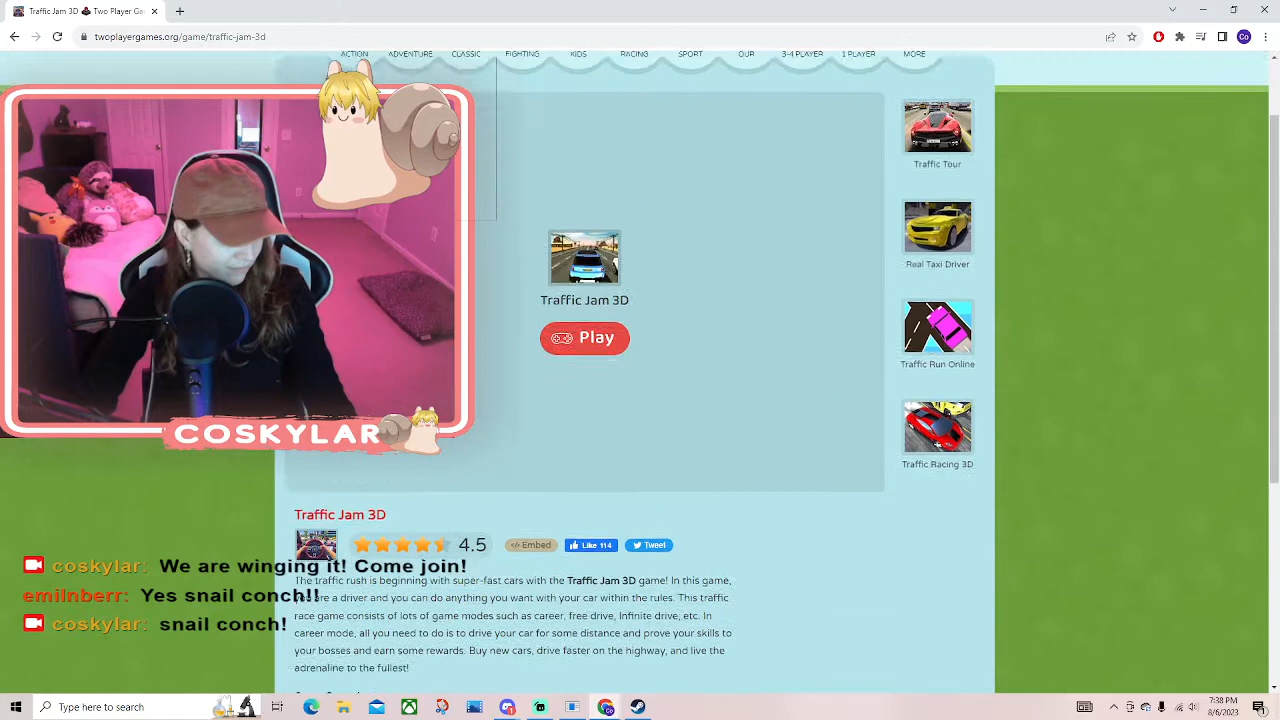 Traffic Jam 3D
Two Player Ga
twoplayergames.org/game/traffic-jam-3d
Co
ACTION
ADVENTURE
CLASSIC
FIGHTING
KIDS
RACING
SPORT
OUR
3-4 PLAYER
1 PLAYER
MORE
Traffic Tour
Real Taxi Driver
Traffic Jam 3D
Play
Traffic Run Online
COSKYLAR
Traffic Racing 3D
Traffic Jam 3D
4.5
</> Embed
Like 114
Tweet
coskylar: We are winging it! Come join!
emilnberr: Yes snail conch!!
coskylar: snail conch!
The traffic rush is beginning with super-fast cars with the Traffic Jam 3D game! In this game,
you are a driver and you can do anything you want with your car within the rules. This traffic
race game consists of lots of game modes such as career, free drive, Infinite drive, etc. In
career mode, all you need to do is to drive your car for some distance and prove your skills to
your bosses and earn some rewards. Buy new cars, drive faster on the highway, and live the
adrenaline to the fullest!
Type here to search
7:38 PM
8/6/2023